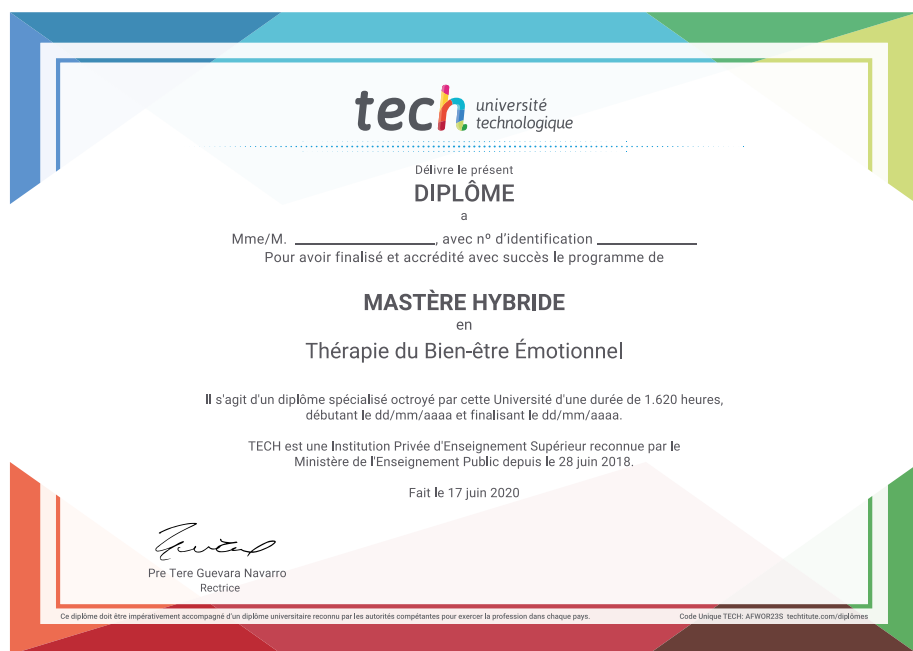 tech université
technologique
Délivre le présent
DIPLÔME
a
Mme/M. ____________________, avec nº d'identification ______________
Pour avoir finalisé et accrédité avec succès le programme de
MASTÈRE HYBRIDE
en
Thérapie du Bien-être Émotionnel
Il s'agit d'un diplôme spécialisé octroyé par cette Université d'une durée de 1.620 heures,
débutant le dd/mm/aaaa et finalisant le dd/mm/aaaa.
TECH est une Institution Privée d'Enseignement Supérieur reconnue par le
Ministère de l'Enseignement Public depuis le 28 juin 2018.
Fait le 17 juin 2020
Pre Tere Guevara Navarro
Rectrice
Ce diplôme doit être impérativement accompagné d'un diplôme universitaire reconnu par les autorités compétantes pour exercer la profession dans chaque pays.
Code Unique TECH: AFWOR23S techtitute.com/diplômes